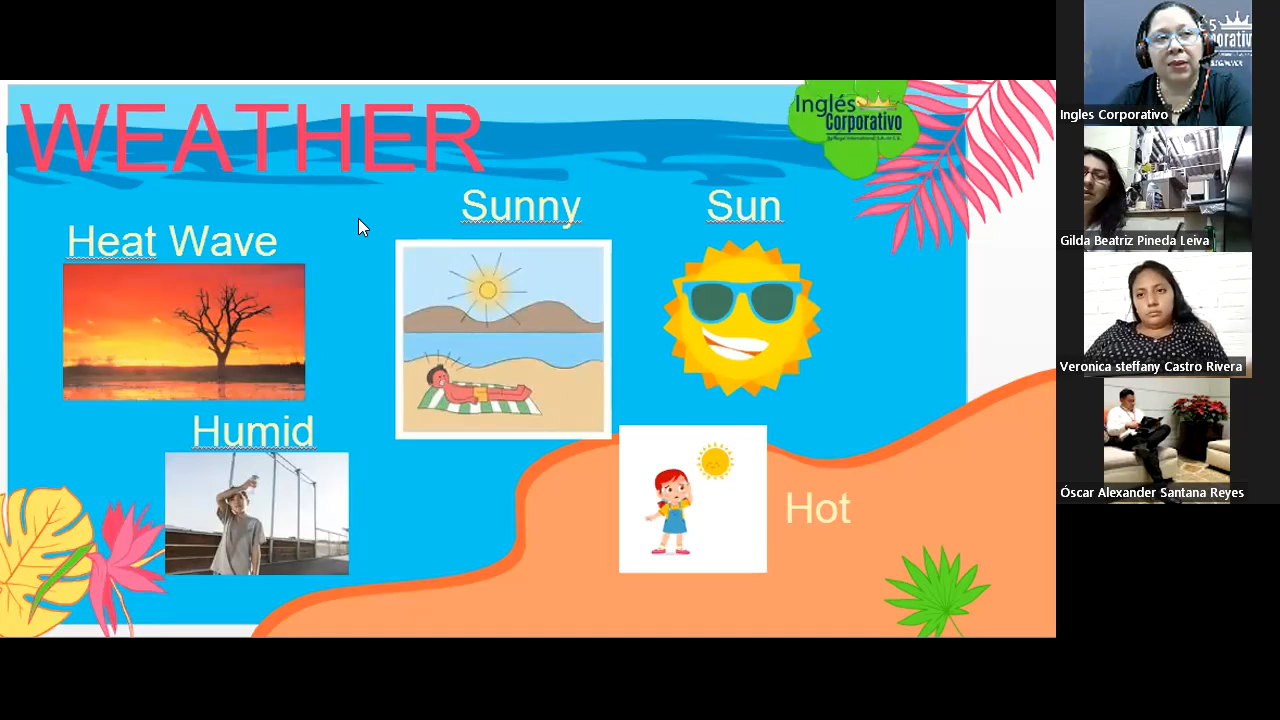 WEATHER
Inglés
Corporativo
Sunny
Sun
Heat Wave
Humid
Hot
Ingles Corporativo
Gilda Beatriz Pineda Leiva
Veronica steffany Castro Rivera
Óscar Alexander Santana Reyes